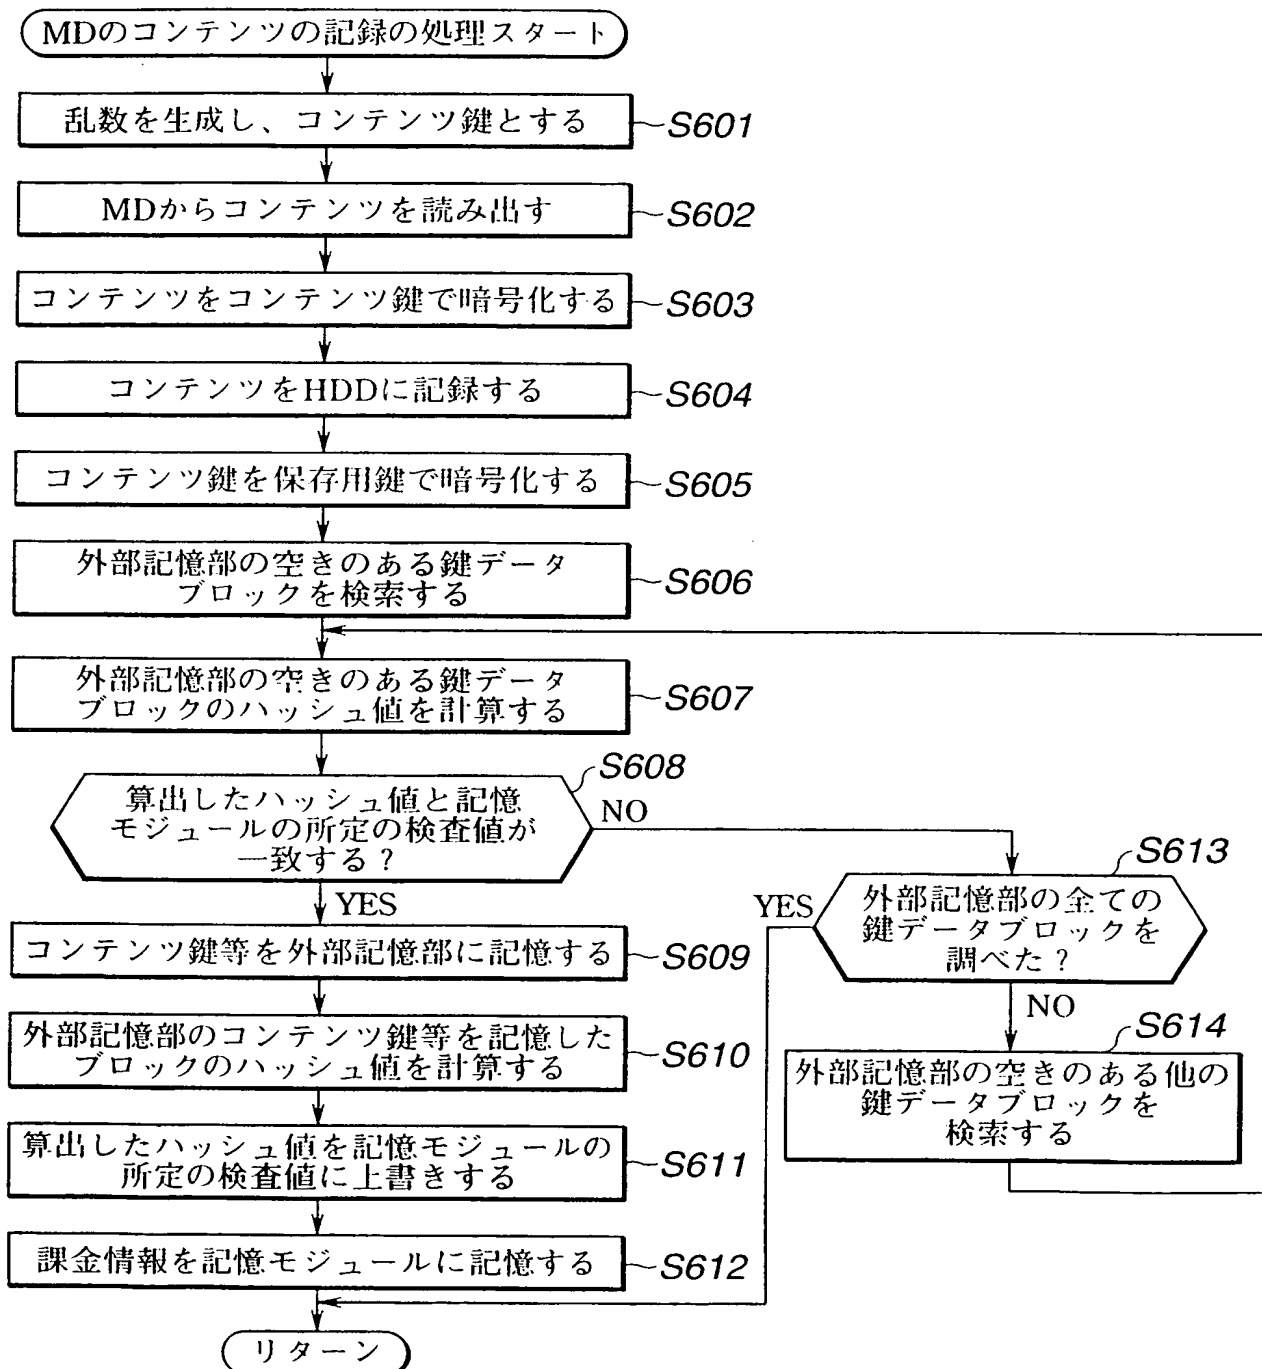 MDのコンテンツの記録の処理スタート
乱数を生成し、コンテンツ鍵とする
S601
MDからコンテンツを読み出す
S602
コンテンツをコンテンツ鍵で暗号化する
S603
コンテンツをHDDに記録する
S604
コンテンツ鍵を保存用鍵で暗号化する
S605
外部記憶部の空きのある鍵データ
ブロックを検索する
S606
外部記憶部の空きのある鍵データ
ブロックのハッシュ値を計算する
S607
S608
算出したハッシュ値と記憶
モジュールの所定の検査値が
一致する?
NO
YES
コンテンツ鍵等を外部記憶部に記憶する
S609
外部記憶部のコンテンツ鍵等を記憶した
ブロックのハッシュ値を計算する
S610
算出したハッシュ値を記憶モジュールの
所定の検査値に上書きする
S611
課金情報を記憶モジュールに記憶する
S612
S613
外部記憶部の全ての
鍵データブロックを
調べた?
YES
NO
S614
外部記憶部の空きのある他の
鍵データブロックを
検索する
リターン